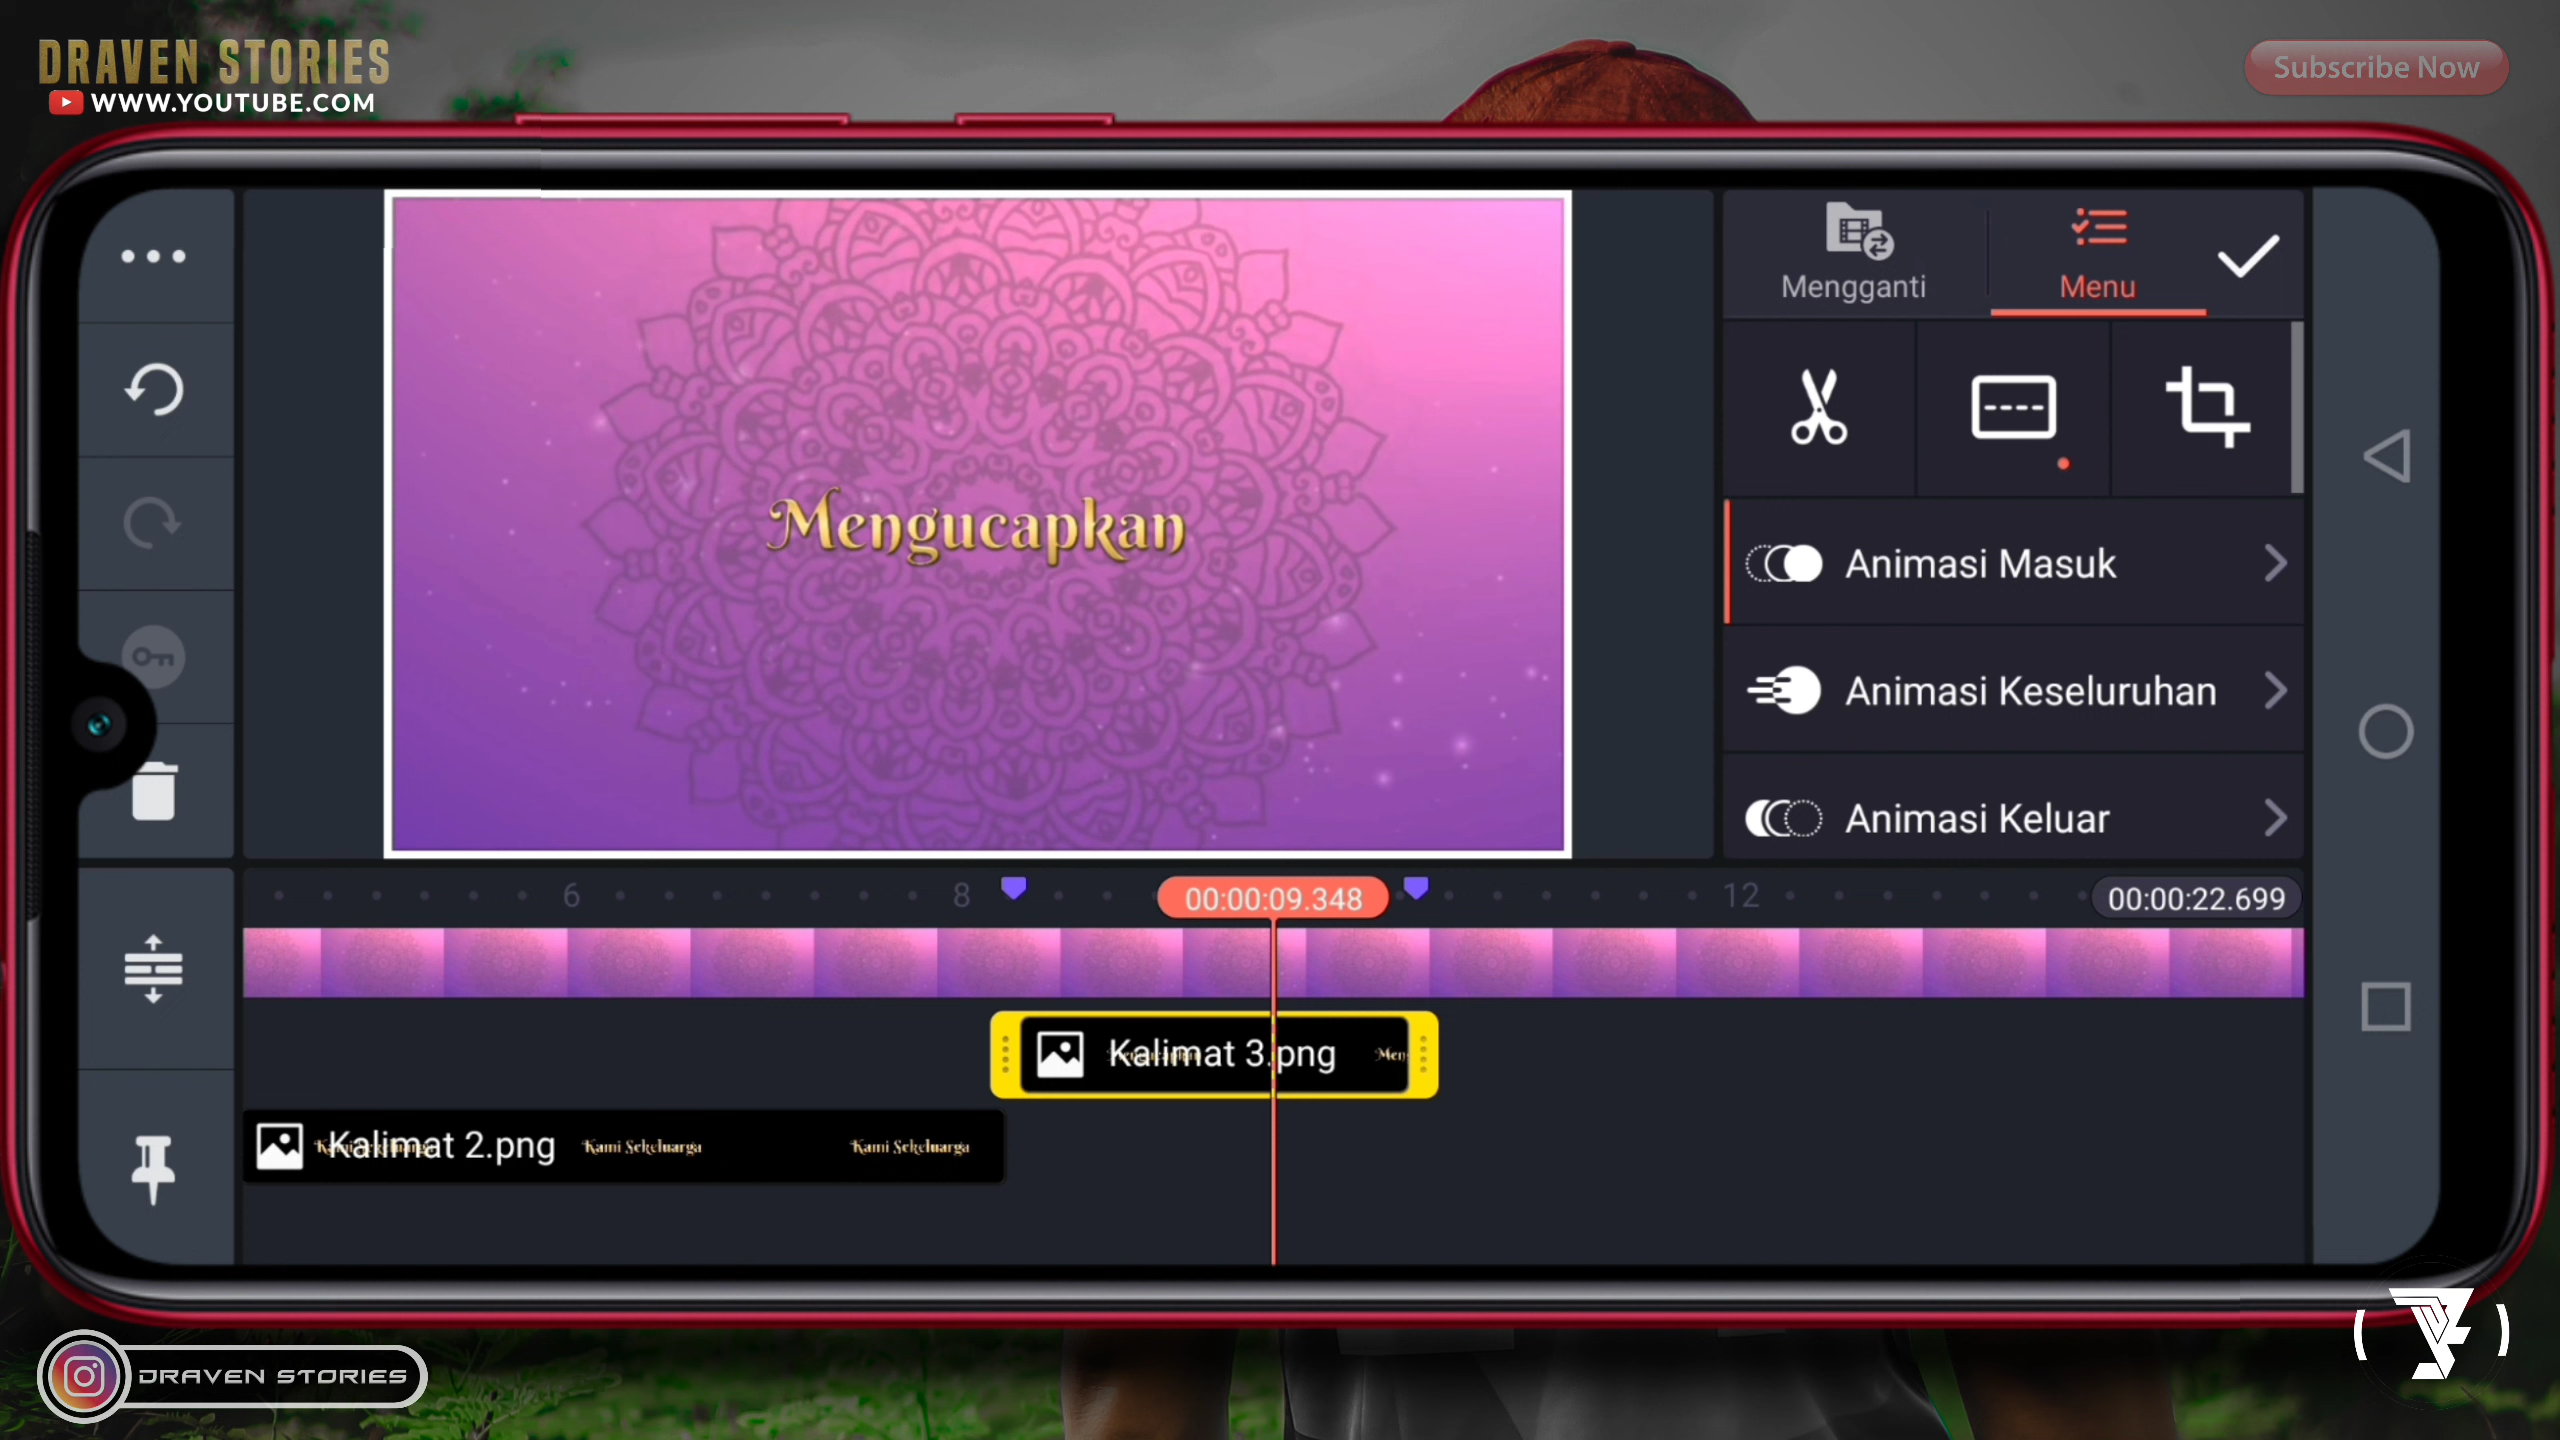 DRAVEN STORIES
WWW.YOUTUBE.COM
Subscribe Now
Mengganti
Menu
Mengucapkan
Animasi Masuk
Animasi Keseluruhan
Animasi Keluar
6
8
00:00:09.348
12
00:00:22.699
Kalimat 3.png
Men
Kalimat 2.png
Kami Sekeluarga
Kami Sekeluarga
DRAVEN STORIES